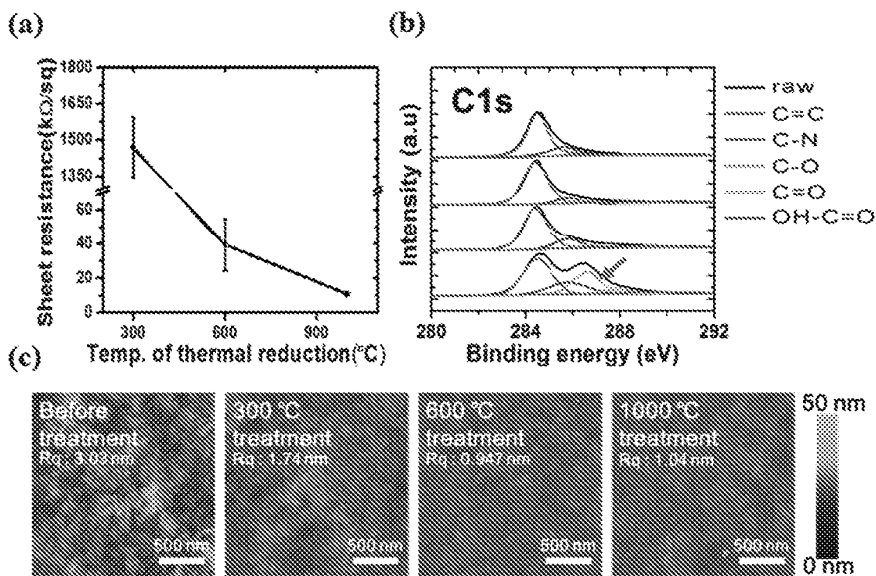 (a)
Sheet resistance(kΩ/sq)
1800
1650
1500
1350
60
40
20
0
300 600 900
Temp. of thermal reduction(°C)
(b)
C1s
Intensity (a.u)
280 284 288 292
Binding energy (eV)
raw
C=C
C-N
C-O
C=O
OH-C=O
(c)
Before
treatment
Rq : 3.03 nm
500 nm
300 °C
treatment
Rq : 1.74 nm
500 nm
600 °C
treatment
Rq : 0.947 nm
500 nm
1000 °C
treatment
Rq : 1.04 nm
500 nm
50 nm
0 nm